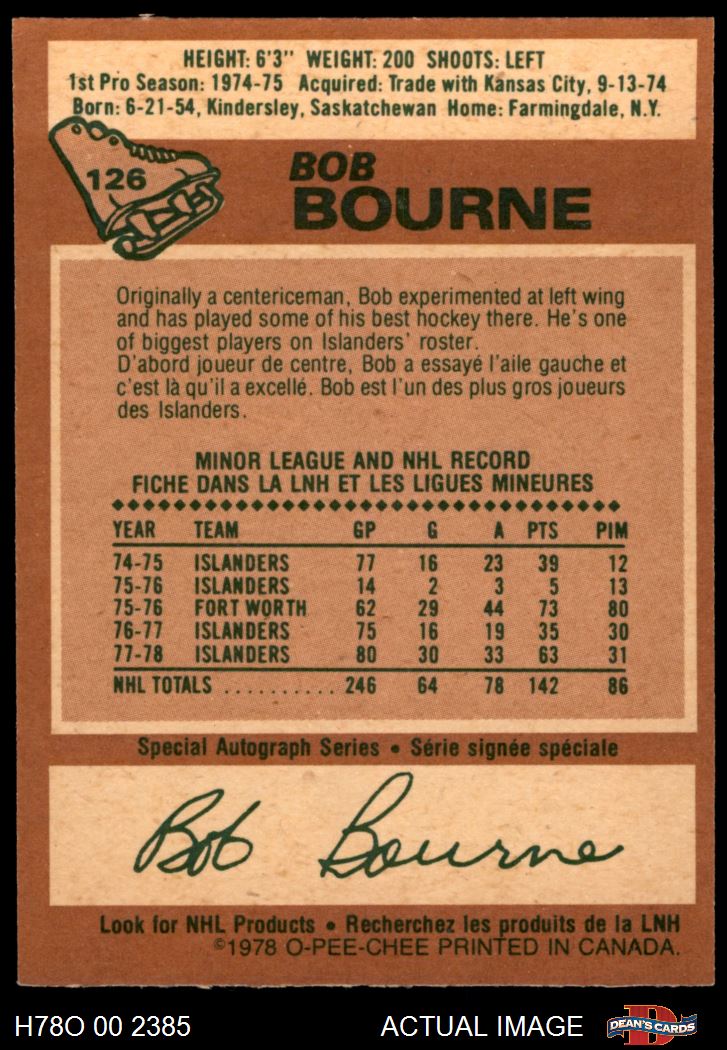 HEIGHT: 6'3" WEIGHT: 200 SHOOTS: LEFT
1st Pro Season: 1974-75 Acquired: Trade with Kansas City, 9-13-74
Born: 6-21-54, Kindersley, Saskatchewan Home: Farmingdale, N.Y.
126
BOB
BOURNE
Originally a centericeman, Bob experimented at left wing
and has played some of his best hockey there. He's one
of biggest players on Islanders' roster.
D'abord joueur de centre, Bob a essayé l'aile gauche et
c'est là qu'il a excellé. Bob est l'un des plus gros joueurs
des Islanders.
MINOR LEAGUE AND NHL RECORD
FICHE DANS LA LNH ET LES LIGUES MINEURES
YEAR TEAM GP G A PTS PIM
74-75 ISLANDERS 77 16 23 39 12
75-76 ISLANDERS 14 2 3 5 13
75-76 FORT WORTH 62 29 44 73 80
76-77 ISLANDERS 75 16 19 35 30
77-78 ISLANDERS 80 30 33 63 31
NHL TOTALS .......... 246 64 78 142 86
Special Autograph Series • Série signée spéciale
Bob Bourne
Look for NHL Products • Recherchez les produits de la LNH
©1978 O-PEE-CHEE PRINTED IN CANADA.
H78O 00 2385 ACTUAL IMAGE DEAN'S CARDS